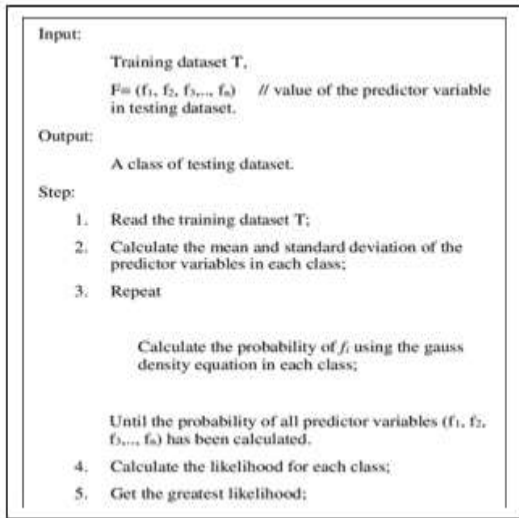 Input:
Training dataset T,
F= (f₁, f₂, f₃,.., fₙ) // value of the predictor variable
in testing dataset.
Output:
A class of testing dataset.
Step:
1. Read the training dataset T;
2. Calculate the mean and standard deviation of the
predictor variables in each class;
3. Repeat
Calculate the probability of fᵢ using the gauss
density equation in each class;
Until the probability of all predictor variables (f₁, f₂,
f₃,.., fₙ) has been calculated.
4. Calculate the likelihood for each class;
5. Get the greatest likelihood;